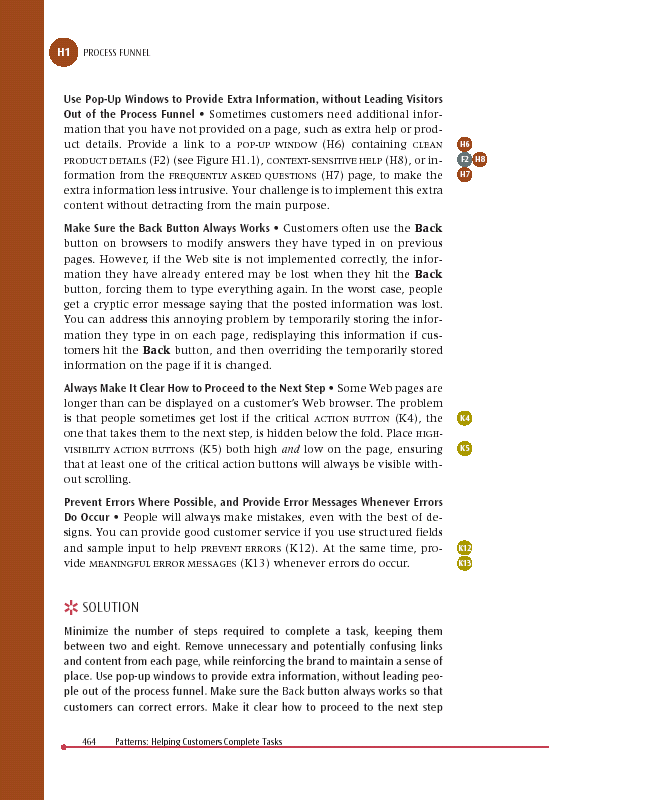 H1 PROCESS FUNNEL
Use Pop-Up Windows to Provide Extra Information, without Leading Visitors
Out of the Process Funnel • Sometimes customers need additional infor-
mation that you have not provided on a page, such as extra help or prod-
uct details. Provide a link to a POP-UP WINDOW (H6) containing CLEAN
H6
PRODUCT DETAILS (F2) (see Figure H1.1), CONTEXT-SENSITIVE HELP (H8), or in-
F2 H8
formation from the FREQUENTLY ASKED QUESTIONS (H7) page, to make the
H7
extra information less intrusive. Your challenge is to implement this extra
content without detracting from the main purpose.
Make Sure the Back Button Always Works • Customers often use the Back
button on browsers to modify answers they have typed in on previous
pages. However, if the Web site is not implemented correctly, the infor-
mation they have already entered may be lost when they hit the Back
button, forcing them to type everything again. In the worst case, people
get a cryptic error message saying that the posted information was lost.
You can address this annoying problem by temporarily storing the infor-
mation they type in on each page, redisplaying this information if cus-
tomers hit the Back button, and then overriding the temporarily stored
information on the page if it is changed.
Always Make It Clear How to Proceed to the Next Step • Some Web pages are
longer than can be displayed on a customer's Web browser. The problem
is that people sometimes get lost if the critical ACTION BUTTON (K4), the
K4
one that takes them to the next step, is hidden below the fold. Place HIGH-
VISIBILITY ACTION BUTTONS (K5) both high and low on the page, ensuring
K5
that at least one of the critical action buttons will always be visible with-
out scrolling.
Prevent Errors Where Possible, and Provide Error Messages Whenever Errors
Do Occur • People will always make mistakes, even with the best of de-
signs. You can provide good customer service if you use structured fields
and sample input to help PREVENT ERRORS (K12). At the same time, pro-
K12
vide MEANINGFUL ERROR MESSAGES (K13) whenever errors do occur.
K13
SOLUTION
Minimize the number of steps required to complete a task, keeping them
between two and eight. Remove unnecessary and potentially confusing links
and content from each page, while reinforcing the brand to maintain a sense of
place. Use pop-up windows to provide extra information, without leading peo-
ple out of the process funnel. Make sure the Back button always works so that
customers can correct errors. Make it clear how to proceed to the next step
464 Patterns: Helping Customers Complete Tasks